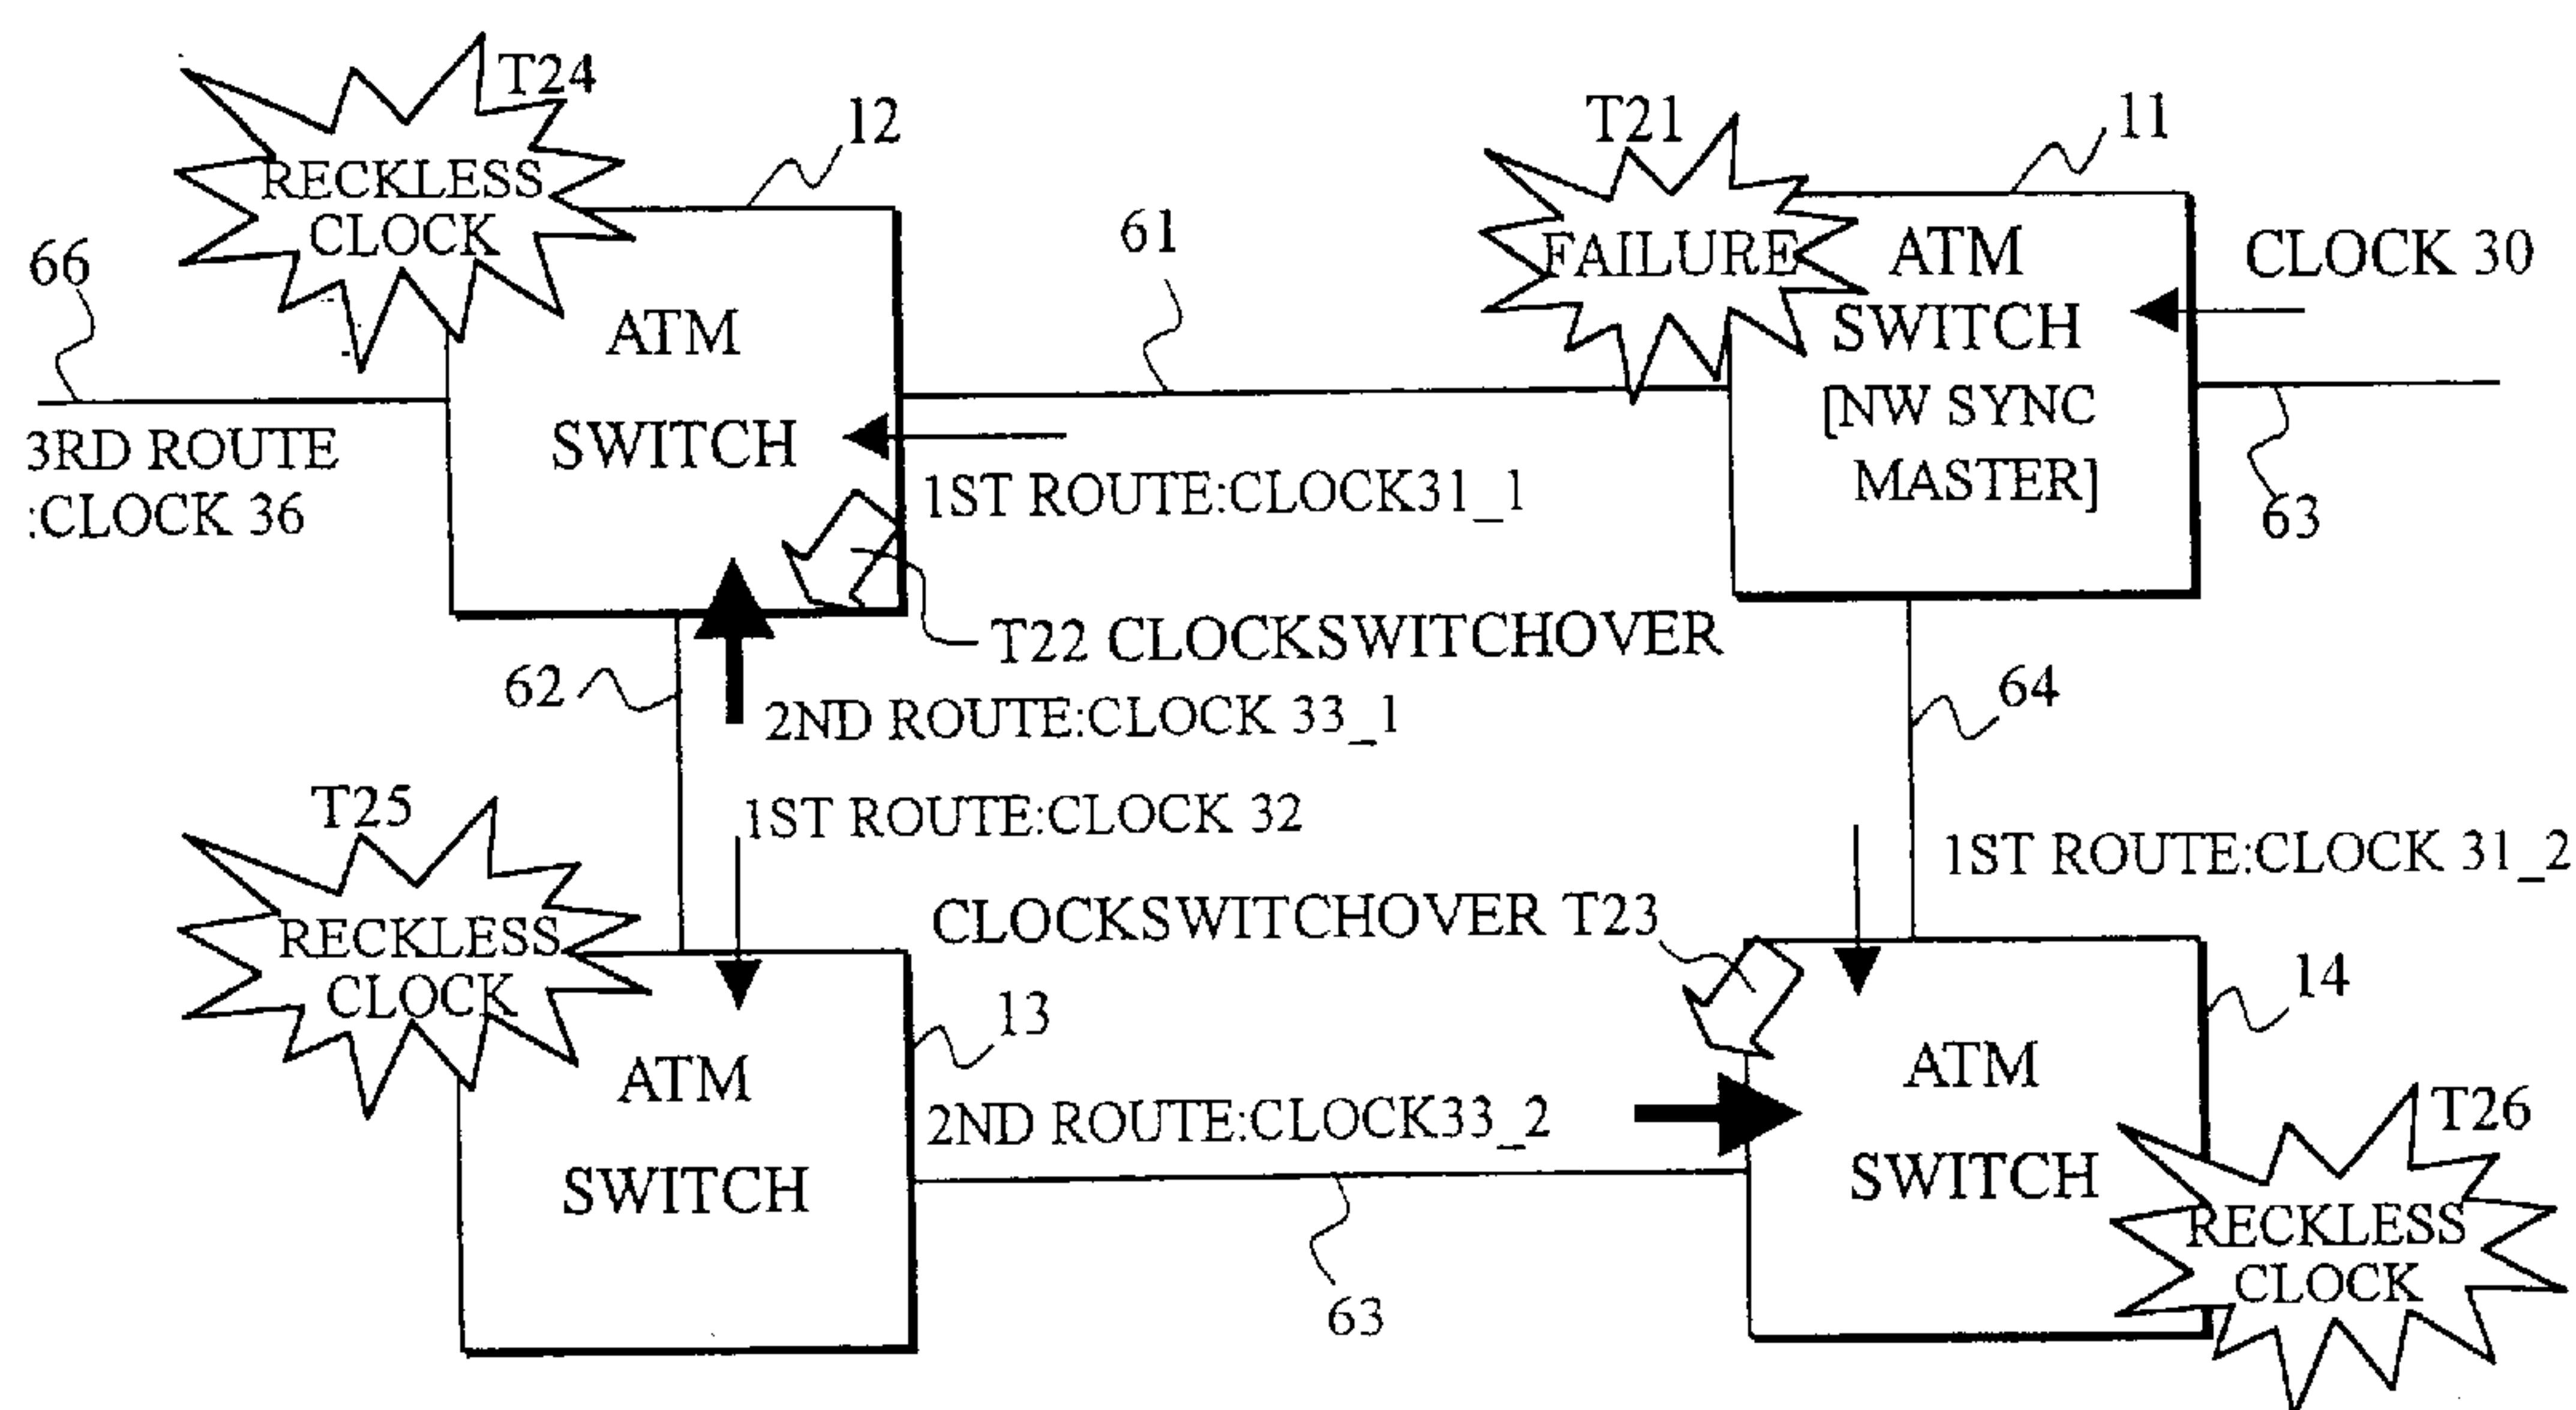 T24
RECKLESS
CLOCK
12
T21
FAILURE
11
ATM
SWITCH
[NW SYNC
MASTER]
CLOCK 30
66
61
ATM
SWITCH
3RD ROUTE
:CLOCK 36
1ST ROUTE:CLOCK31_1
63
T22 CLOCKSWITCHOVER
62
2ND ROUTE:CLOCK 33_1
64
T25
RECKLESS
CLOCK
1ST ROUTE:CLOCK 32
1ST ROUTE:CLOCK 31_2
CLOCKSWITCHOVER T23
13
14
ATM
SWITCH
2ND ROUTE:CLOCK33_2
ATM
SWITCH
T26
RECKLESS
CLOCK
63